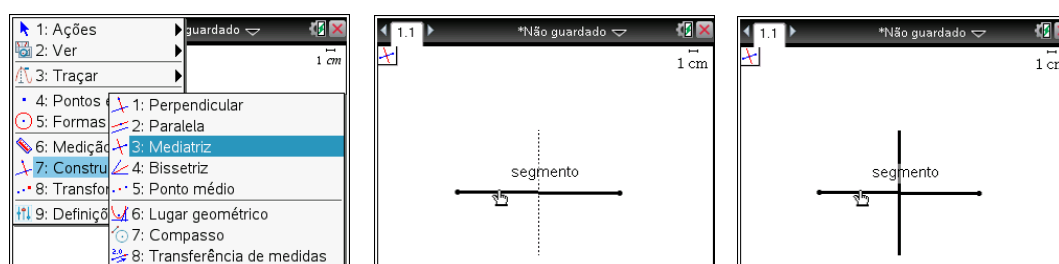 1: Ações
2: Ver
3: Traçar
4: Pontos e
5: Formas
6: Mediçã
7: Constru
8: Transfor
9: Definiçõ
1: Perpendicular
2: Paralela
3: Mediatriz
4: Bissetriz
5: Ponto médio
6: Lugar geométrico
7: Compasso
8: Transferência de medidas
guardado
1 cm
1.1
*Não guardado
1 cm
segmento
1.1
*Não guardado
1 cm
segmento